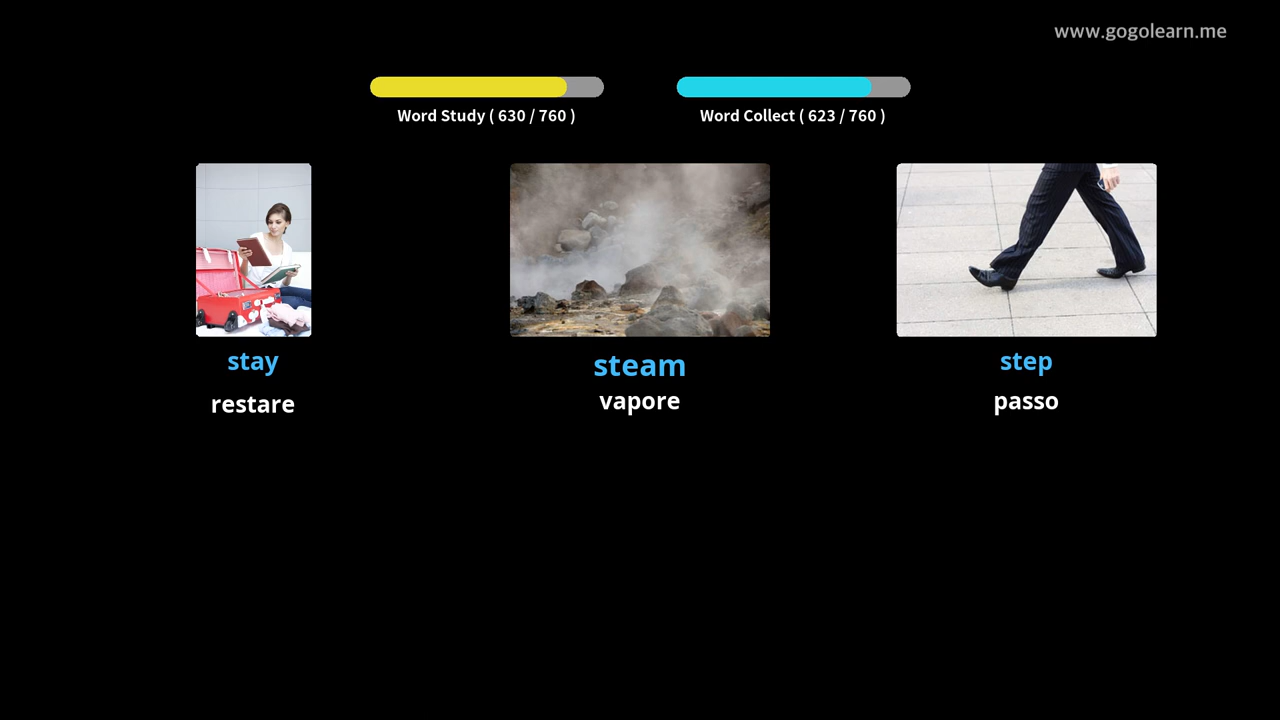 www.gogolearn.me
Word Study ( 630 / 760 )
Word Collect ( 623 / 760 )
stay
restare
steam
vapore
step
passo